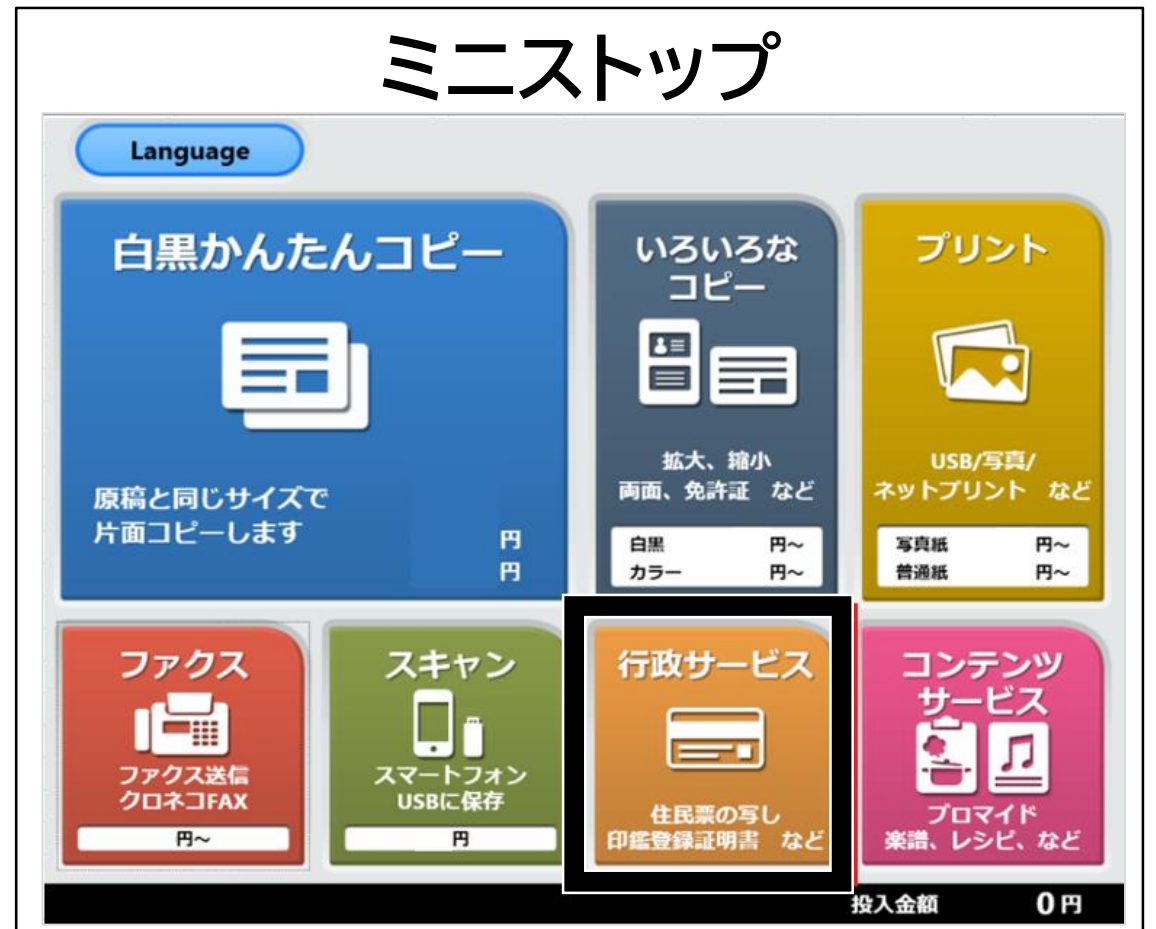 ミニストップ
Language
白黒かんたんコピー
原稿と同じサイズで
片面コピーします
円
円
いろいろな
コピー
拡大、縮小
両面、免許証 など
白黒 円~
カラー 円~
プリント
USB/写真/
ネットプリント など
写真紙 円~
普通紙 円~
ファクス
ファクス送信
クロネコFAX
円~
スキャン
スマートフォン
USBに保存
円
行政サービス
住民票の写し
印鑑登録証明書 など
コンテンツ
サービス
ブロマイド
楽譜、レシピ、など
投入金額 0円